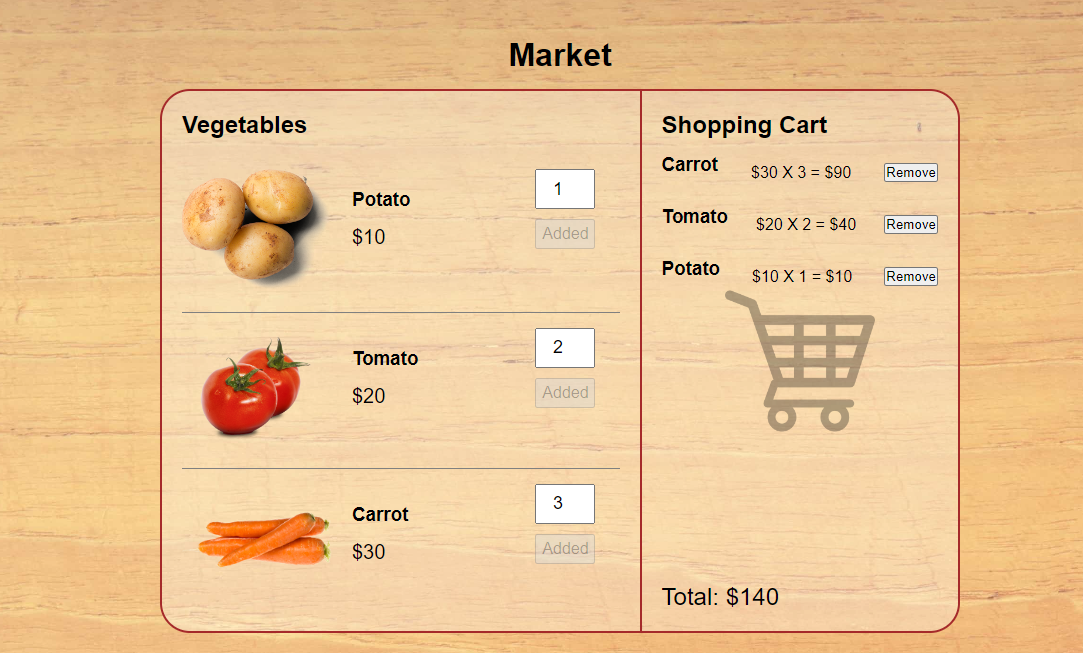 Market
Vegetables
Potato
$10
1
Added
Tomato
$20
2
Added
Carrot
$30
3
Added
Shopping Cart
Carrot $30 X 3 = $90 Remove
Tomato $20 X 2 = $40 Remove
Potato $10 X 1 = $10 Remove
Total: $140